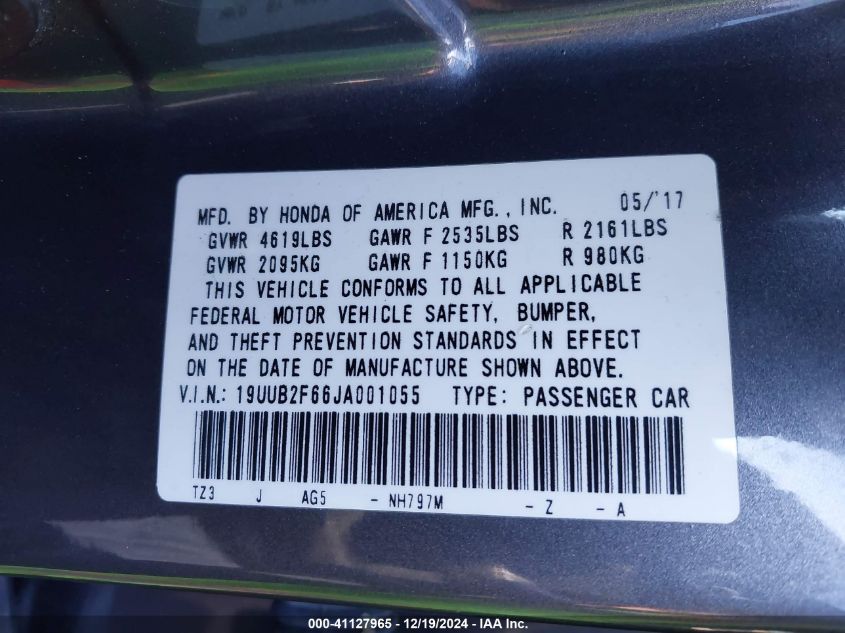 MFD. BY HONDA OF AMERICA MFG., INC. 05/'17
GVWR 4619LBS GAWR F 2535LBS R 2161LBS
GVWR 2095KG GAWR F 1150KG R 980KG
THIS VEHICLE CONFORMS TO ALL APPLICABLE
FEDERAL MOTOR VEHICLE SAFETY, BUMPER,
AND THEFT PREVENTION STANDARDS IN EFFECT
ON THE DATE OF MANUFACTURE SHOWN ABOVE.
V.I.N.: 19UUB2F66JA001055 TYPE: PASSENGER CAR
TZ3 J AG5 - NH797M - Z - A
000-41127965 - 12/19/2024 - IAA Inc.